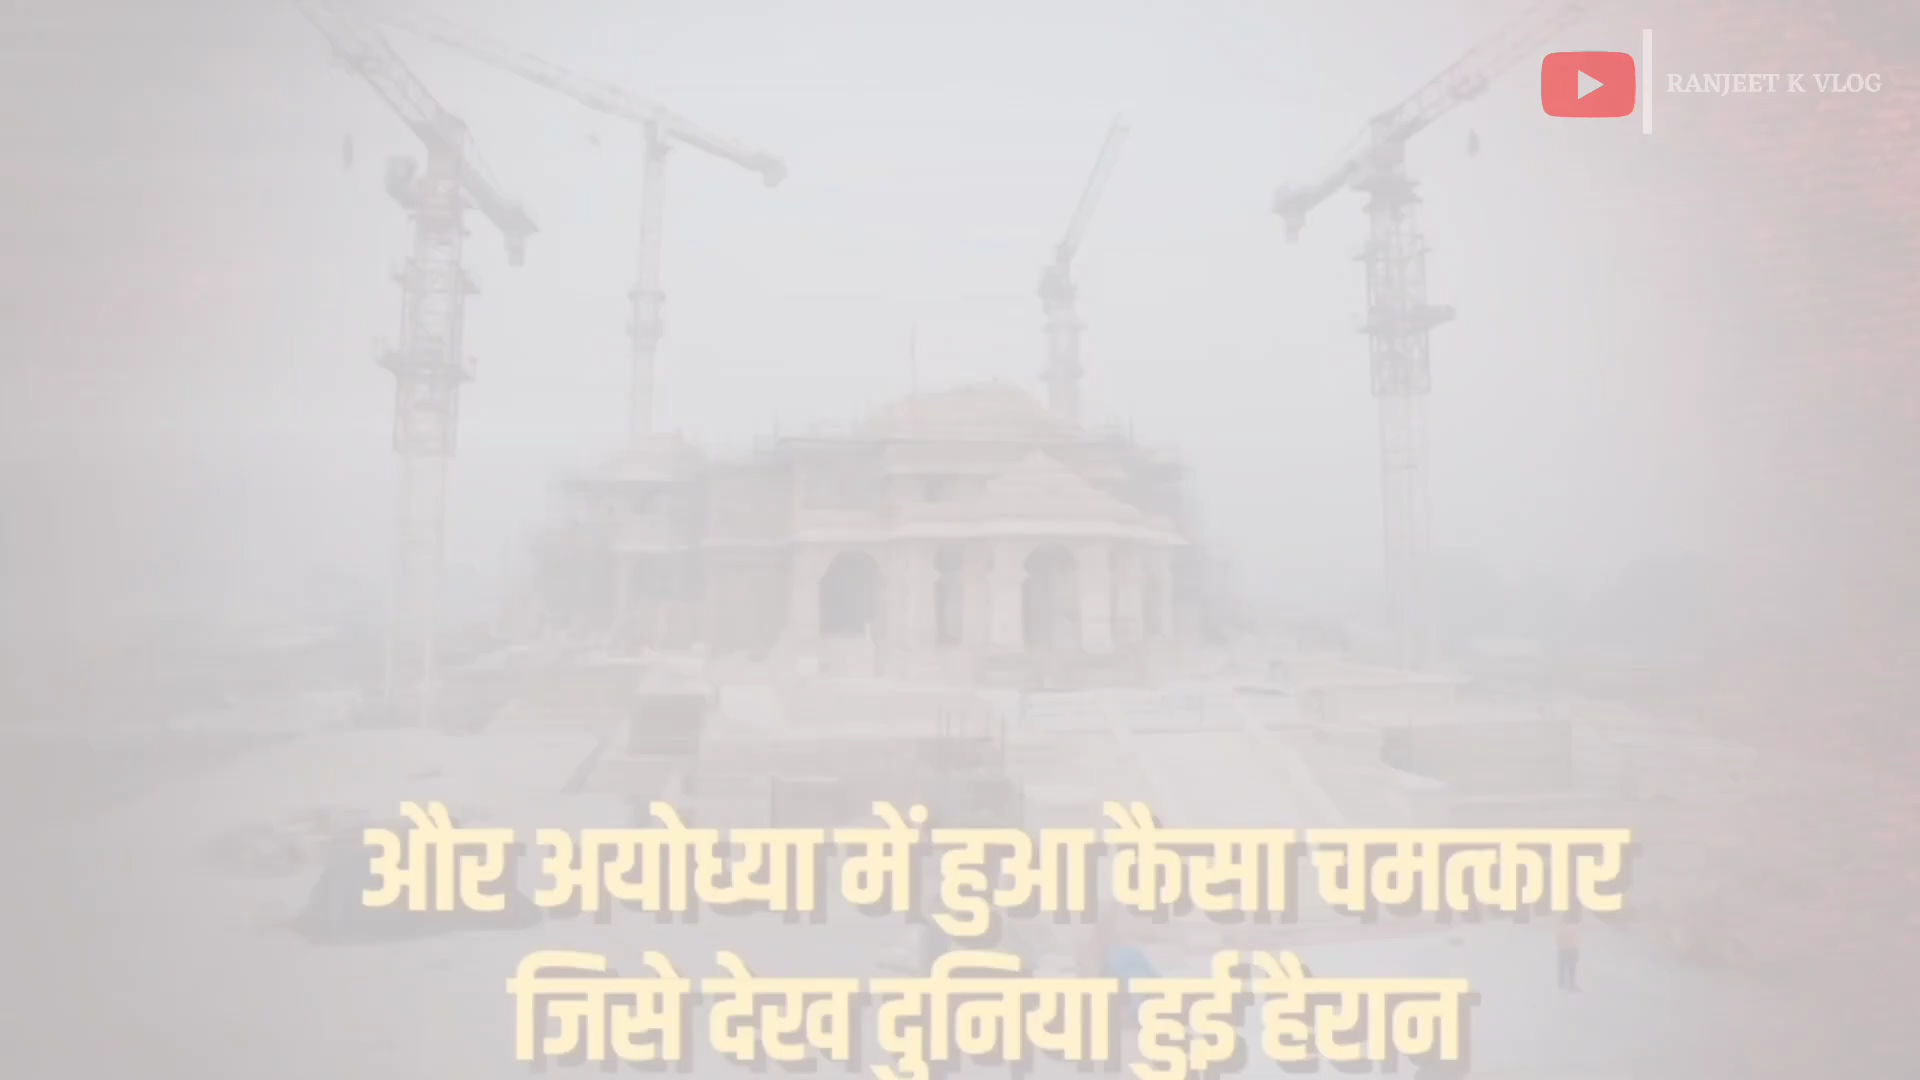 RANJEET K VLOG
और अयोध्या में हुआ कैसा चमत्कार
जिसे देख दुनिया हुई हैरान